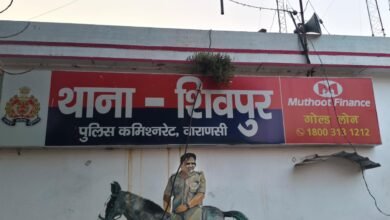 थाना - शिवपुर
पुलिस कमिश्नरेट, वाराणसी
Muthoot Finance
गोल्ड लोन
1800 313 1212